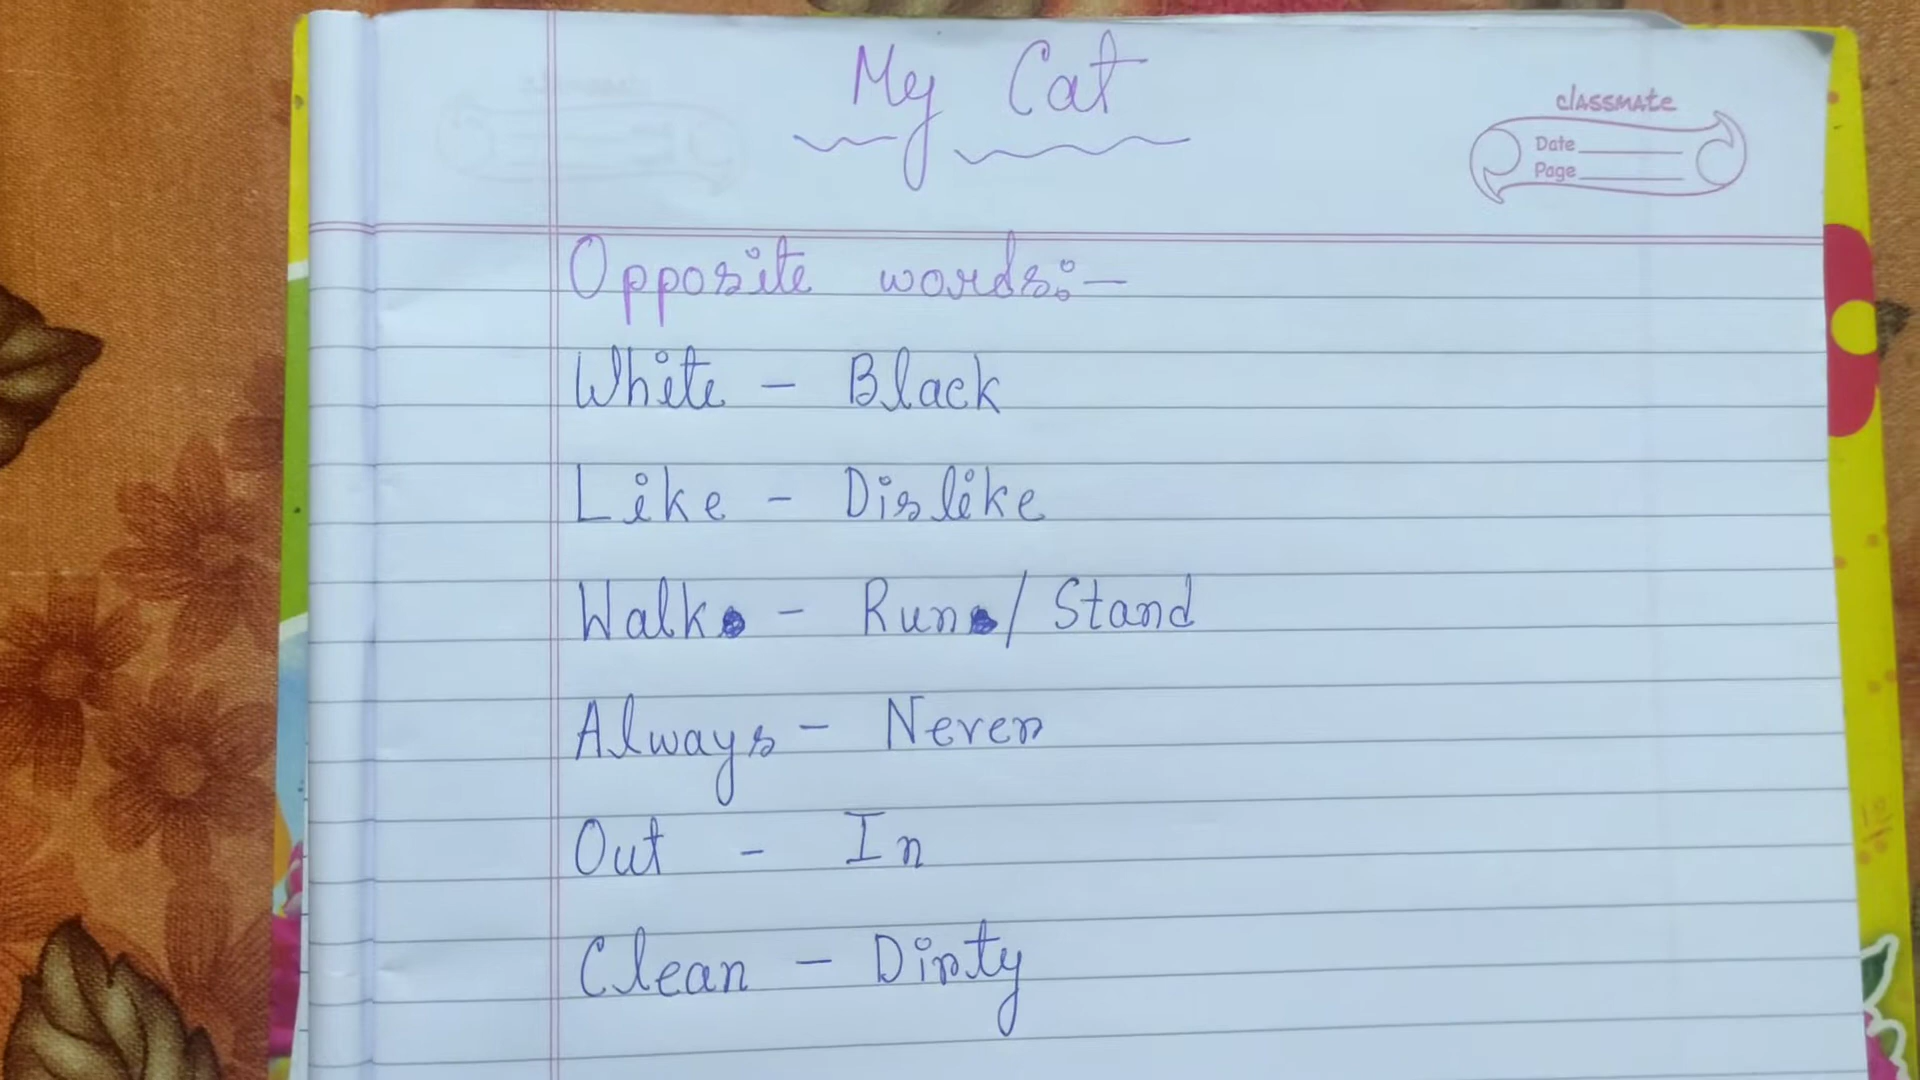 My Cat
classmate
Date
Page
Opposite words:-
White - Black
Like - Dislike
Walk - Run / Stand
Always - Never
Out - In
Clean - Dirty